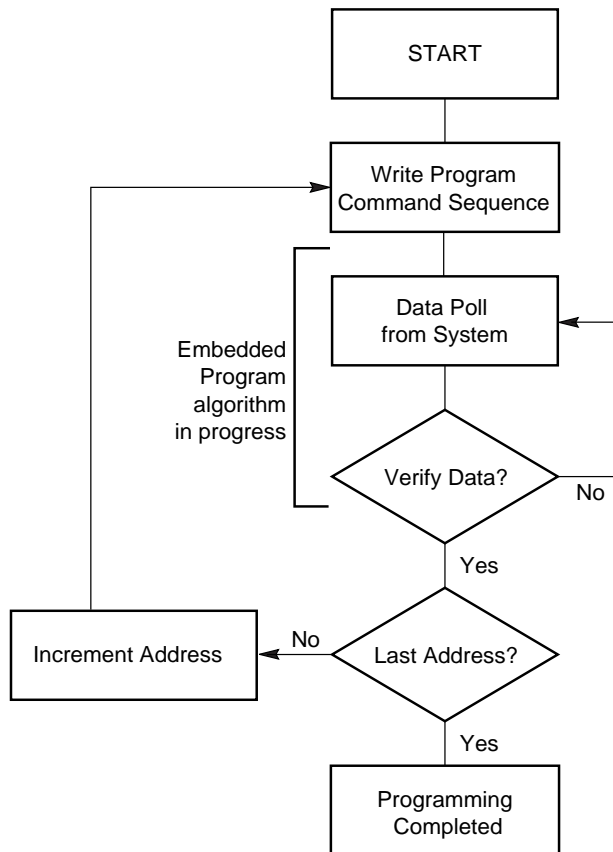 START
Write Program
Command Sequence
Data Poll
from System
Embedded
Program
algorithm
in progress
Verify Data?
No
Yes
Increment Address
No
Last Address?
Yes
Programming
Completed